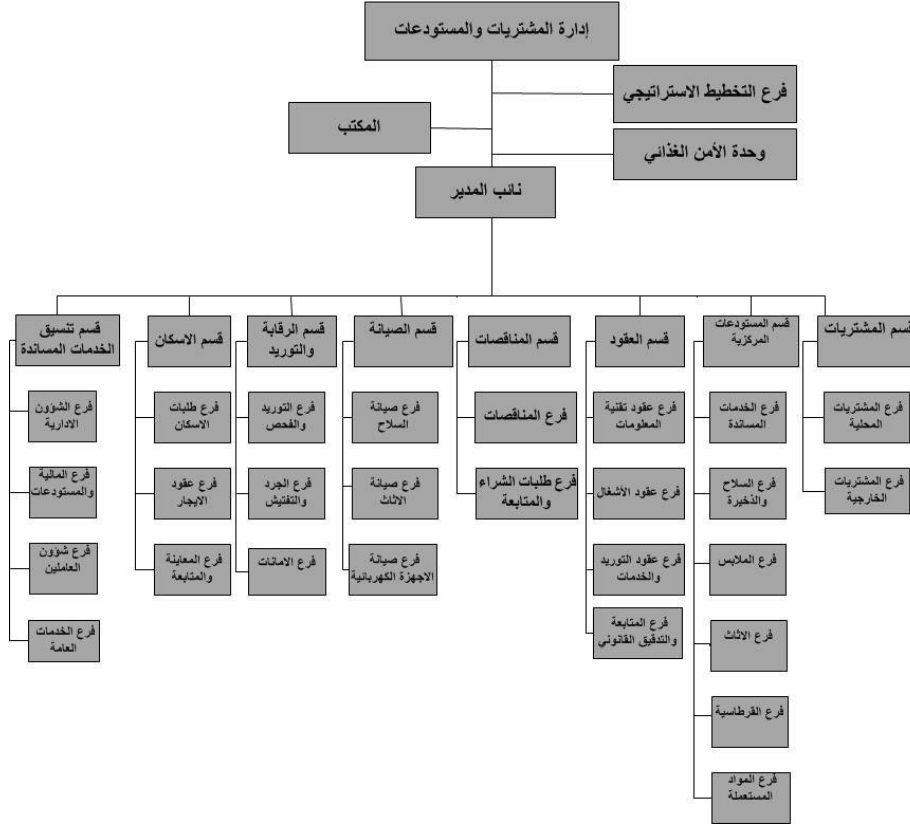 إدارة المشتريات والمستودعات
فرع التخطيط الاستراتيجي
المكتب
وحدة الأمن الغذائي
نائب المدير
قسم المشتريات
فرع المشتريات
المحلية
فرع المشتريات
الخارجية
قسم المستودعات
المركزية
فرع الخدمات
المساندة
فرع السلاح
والذخيرة
فرع الملابس
فرع الاثاث
فرع القرطاسية
فرع المواد
المستعملة
قسم العقود
فرع عقود تقنية
المعلومات
فرع عقود الأشغال
فرع عقود التوريد
والخدمات
فرع المتابعة
والتدقيق القانوني
قسم المناقصات
فرع المناقصات
فرع طلبات الشراء
والمتابعة
قسم الصيانة
فرع صيانة
السلاح
فرع صيانة
الاثاث
فرع صيانة
الاجهزة الكهربائية
قسم الرقابة
والتوريد
فرع التوريد
والفحص
فرع الجرد
والتفتيش
فرع الامانات
قسم الاسكان
فرع طلبات
الاسكان
فرع عقود
الايجار
فرع المعاينة
والمتابعة
قسم تنسيق
الخدمات المساندة
فرع الشؤون
الادارية
فرع المالية
والمستودعات
فرع شؤون
العاملين
فرع الخدمات
العامة